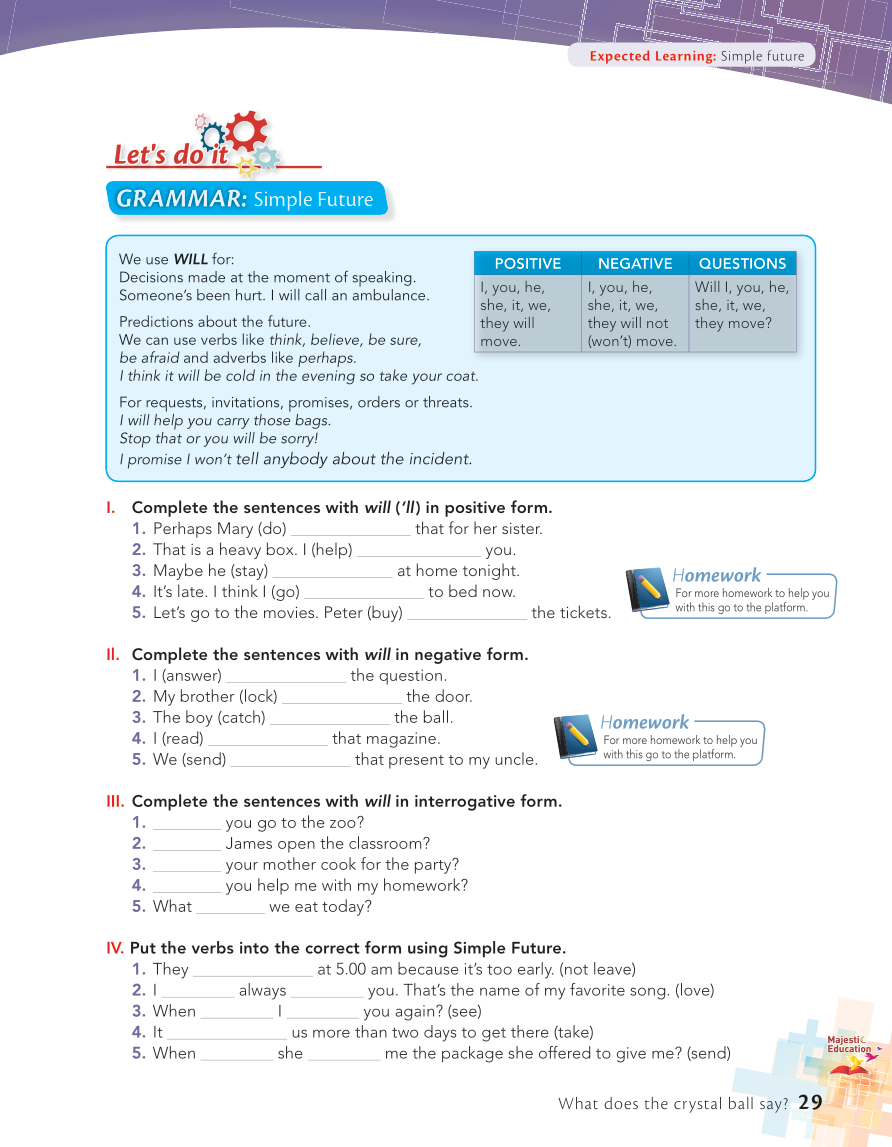 Expected Learning: Simple future
Let's do it
GRAMMAR: Simple Future
We use WILL for:
Decisions made at the moment of speaking.
Someone’s been hurt. I will call an ambulance.
Predictions about the future.
We can use verbs like think, believe, be sure,
be afraid and adverbs like perhaps.
I think it will be cold in the evening so take your coat.
For requests, invitations, promises, orders or threats.
I will help you carry those bags.
Stop that or you will be sorry!
I promise I won’t tell anybody about the incident.
POSITIVE NEGATIVE QUESTIONS
I, you, he, I, you, he, Will I, you, he,
she, it, we, she, it, we, she, it, we,
they will they will not they move?
move. (won’t) move.
I. Complete the sentences with will (‘ll) in positive form.
1. Perhaps Mary (do) ______________ that for her sister.
2. That is a heavy box. I (help) ______________ you.
3. Maybe he (stay) ______________ at home tonight.
4. It’s late. I think I (go) ______________ to bed now.
5. Let’s go to the movies. Peter (buy) ______________ the tickets.
Homework
For more homework to help you
with this go to the platform.
II. Complete the sentences with will in negative form.
1. I (answer) ______________ the question.
2. My brother (lock) ______________ the door.
3. The boy (catch) ______________ the ball.
4. I (read) ______________ that magazine.
5. We (send) ______________ that present to my uncle.
Homework
For more homework to help you
with this go to the platform.
III. Complete the sentences with will in interrogative form.
1. ________ you go to the zoo?
2. ________ James open the classroom?
3. ________ your mother cook for the party?
4. ________ you help me with my homework?
5. What ________ we eat today?
IV. Put the verbs into the correct form using Simple Future.
1. They ______________ at 5.00 am because it’s too early. (not leave)
2. I ________ always ________ you. That’s the name of my favorite song. (love)
3. When ________ I ________ you again? (see)
4. It ______________ us more than two days to get there (take)
5. When ________ she ________ me the package she offered to give me? (send)
Majestic
Education
What does the crystal ball say? 29